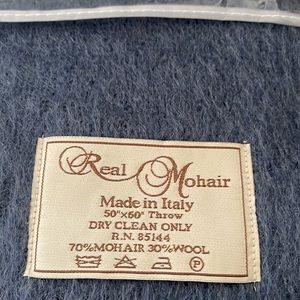 Real Mohair
Made in Italy
50"x60" Throw
DRY CLEAN ONLY
R.N. 85144
70%MOHAIR 30%WOOL
P